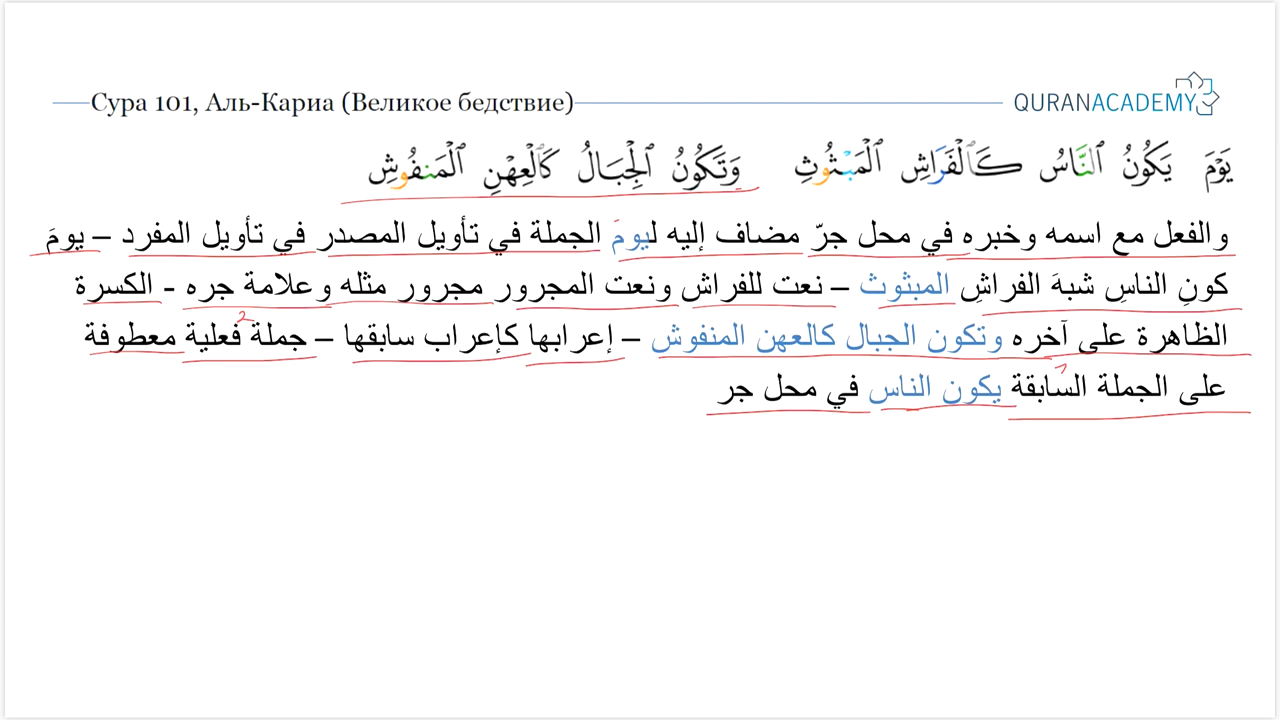 Сура 101, Аль-Кариа (Великое бедствие)
QURANACADEMY
يَوْمَ يَكُونُ ٱلنَّاسُ كَٱلْفَرَاشِ ٱلْمَبْثُوثِ وَتَكُونُ ٱلْجِبَالُ كَٱلْعِهْنِ ٱلْمَنفُوشِ
والفعل مع اسمه وخبره في محل جرّ مضاف إليه ليومَ الجملة في تأويل المصدر في تأويل المفرد – يومَ
كونِ الناسِ شبهَ الفراشِ المبثوث – نعت للفراش ونعت المجرور مجرور مثله وعلامة جره - الكسرة
الظاهرة على آخره وتكون الجبال كالعهن المنفوش – إعرابها كإعراب سابقها – جملة فعلية معطوفة
على الجملة السابقة يكون الناس في محل جر